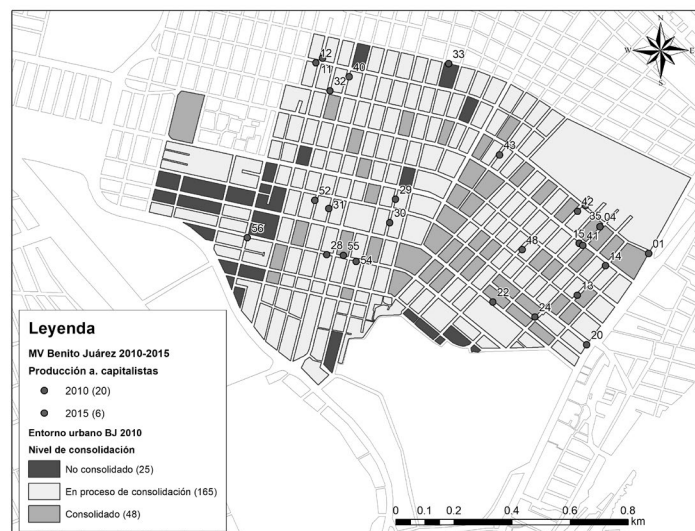 N
W E
S
12
11
40
32
33
43
52
31
29
30
42
35
04
15
41
01
48
14
56
28
55
54
13
22
24
20
Leyenda
MV Benito Juárez 2010-2015
Producción a. capitalistas
2010 (20)
2015 (6)
Entorno urbano BJ 2010
Nivel de consolidación
No consolidado (25)
En proceso de consolidación (165)
Consolidado (48)
0 0.1 0.2 0.4 0.6 0.8
km